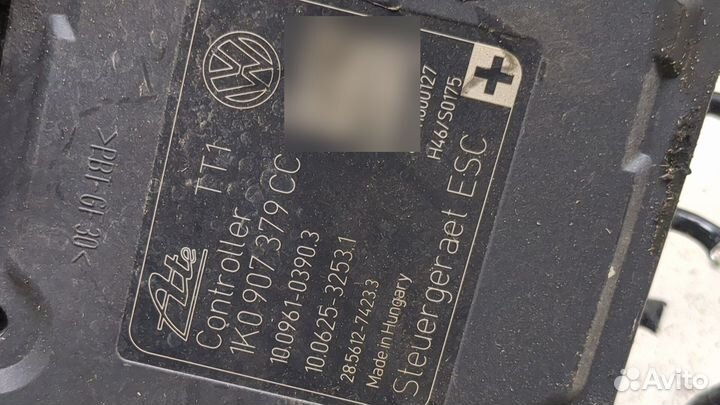 Ate TT1
Controller
1K0 907 379 CC
10.0961-0390.3
10.0625-3253.1
28.5612-7423.3
Made in Hungary
Steuergeraet ESC
H46/S0175
>PBT-GF30<
Avito